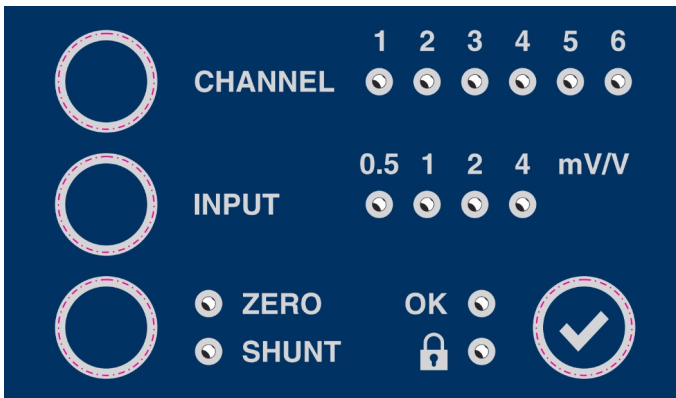 1 2 3 4 5 6
CHANNEL
0.5 1 2 4 mV/V
INPUT
ZERO OK
SHUNT